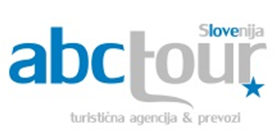 Slovenija
abctour
turistična agencija & prevozi